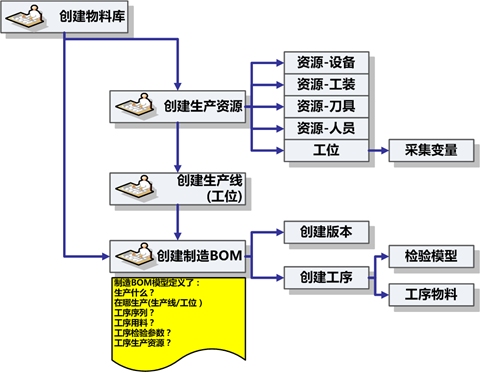 创建物料库
创建生产资源
资源-设备
资源-工装
资源-刀具
资源-人员
工位
采集变量
创建生产线
(工位)
创建制造BOM
创建版本
创建工序
检验模型
工序物料
制造BOM模型定义了：
生产什么？
在哪生产(生产线/工位）
工序序列？
工序用料？
工序检验参数？
工序生产资源？